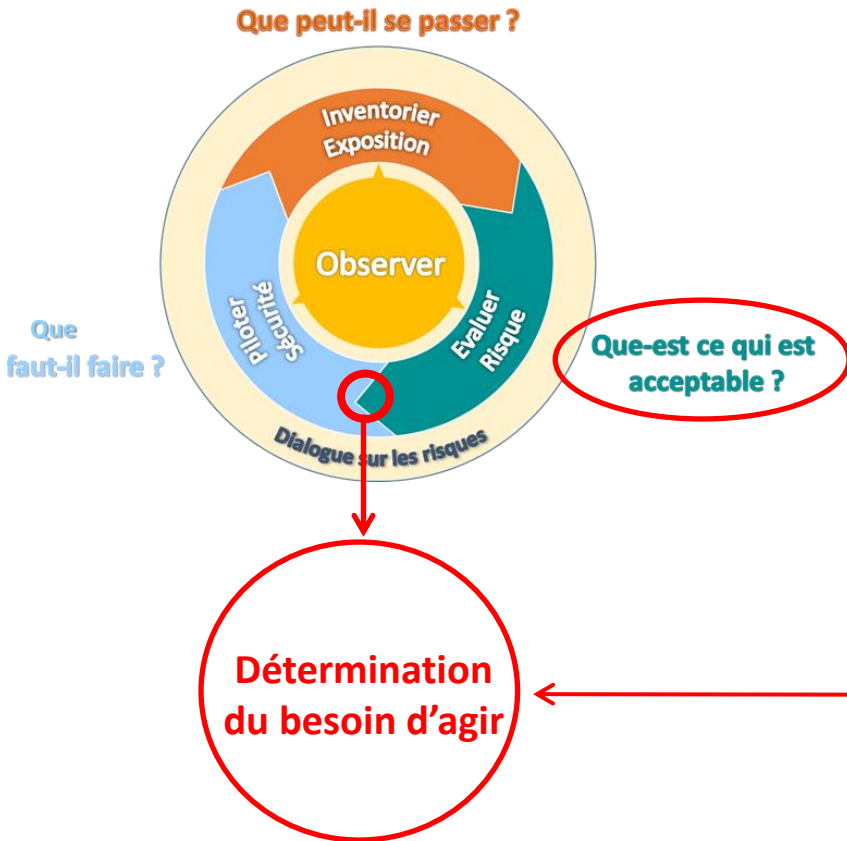 Que peut-il se passer ?
Inventorier
Exposition
Observer
Evaluer
Risque
Piloter
Sécurité
Que
faut-il faire ?
Que-est ce qui est
acceptable ?
Dialogue sur les risques
Détermination
du besoin d’agir